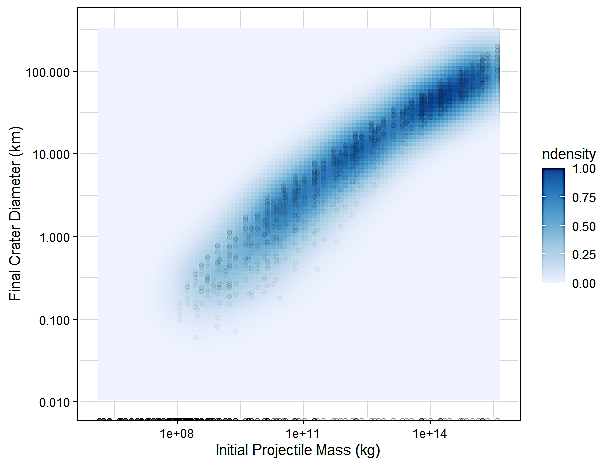 100.000
10.000
1.000
0.100
0.010
Final Crater Diameter (km)
1e+08
1e+11
1e+14
Initial Projectile Mass (kg)
ndensity
1.00
0.75
0.50
0.25
0.00